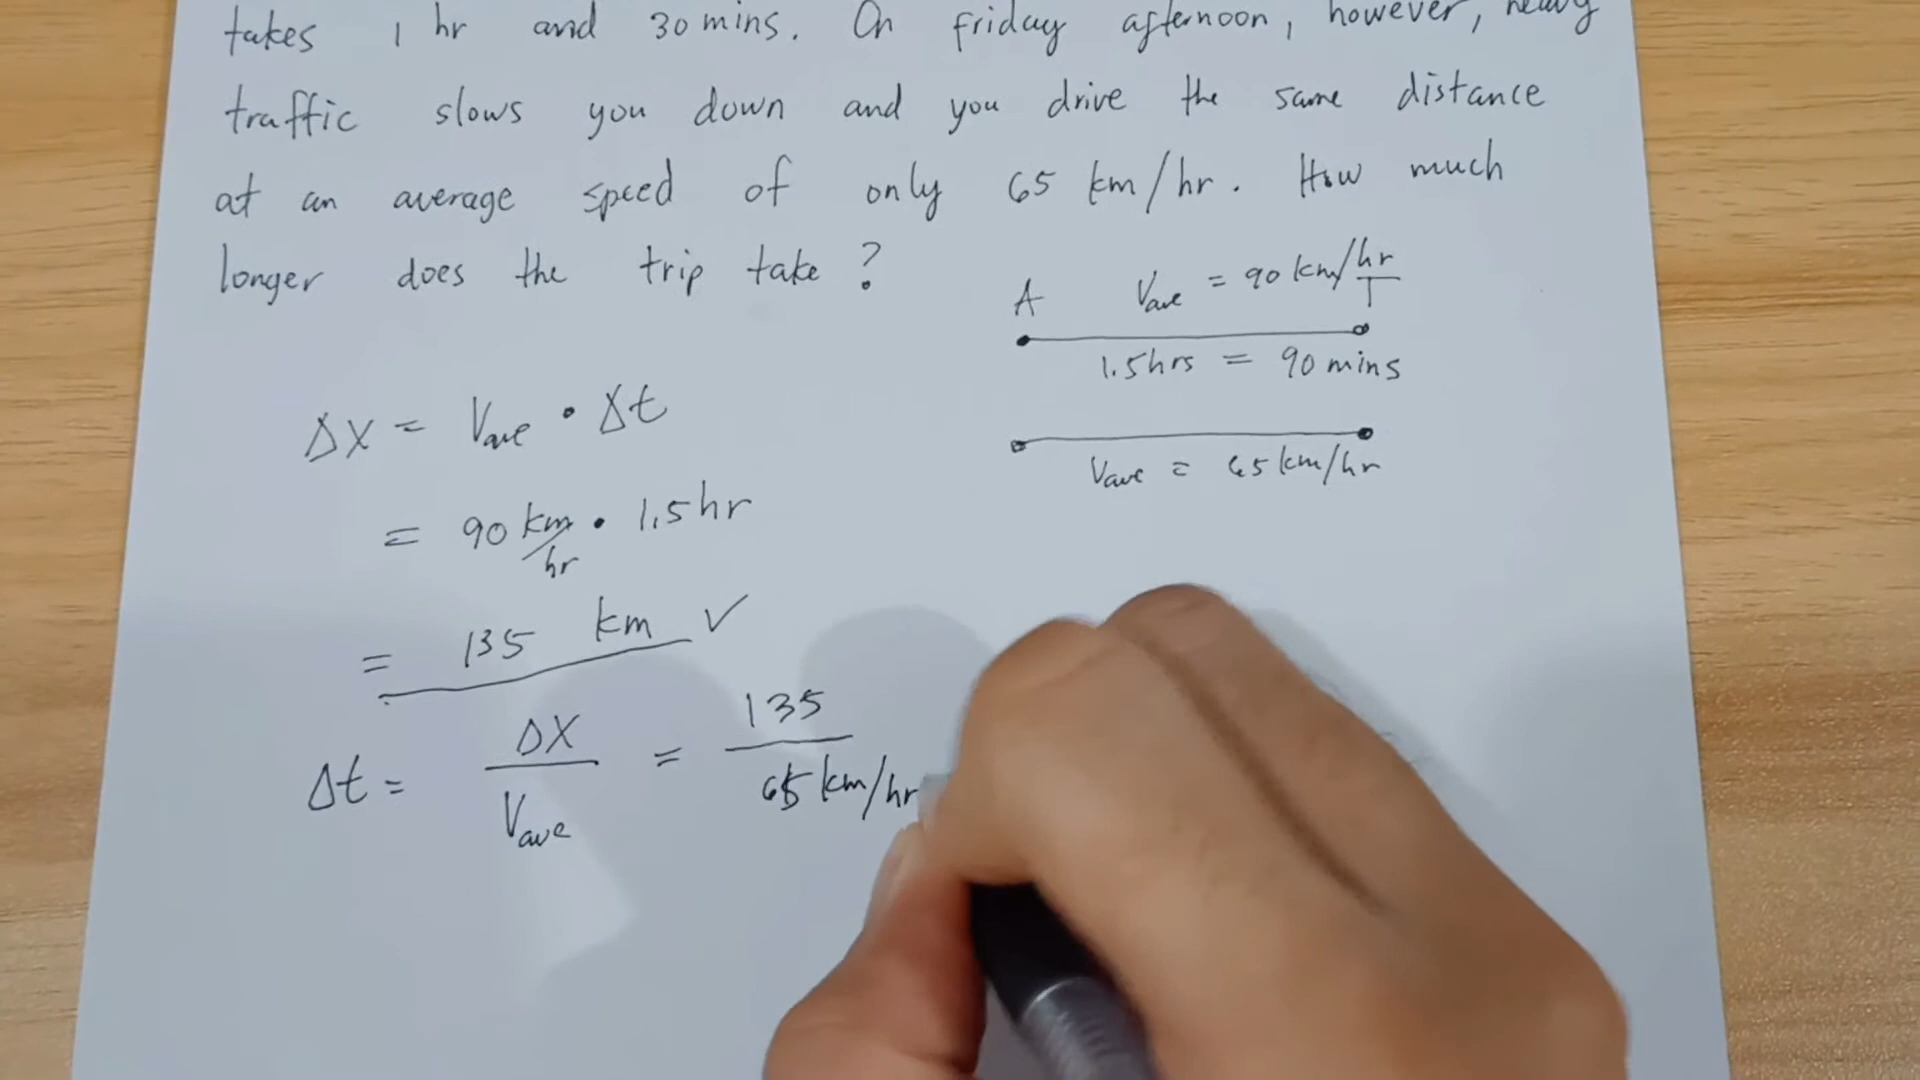 takes 1 hr and 30 mins. On friday afternoon, however, heavy
traffic slows you down and you drive the same distance
at an average speed of only 65 km/hr. How much
longer does the trip take?
A Vave = 90 km/hr T
1.5hrs = 90 mins
Vave = 65 km/hr
Δx = Vave • Δt
= 90 km/hr • 1.5hr
= 135 km ✓
Δt = Δx/Vave = 135/65 km/hr